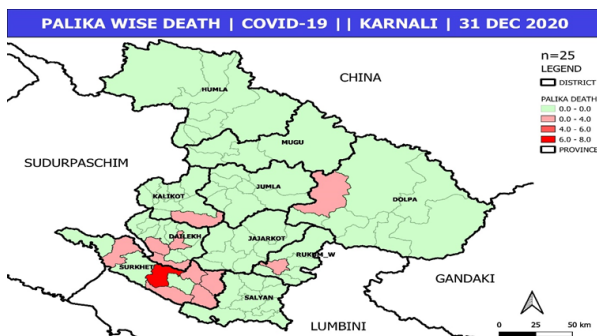 PALIKA WISE DEATH | COVID-19 || KARNALI | 31 DEC 2020
n=25
LEGEND
DISTRICT
PALIKA DEATH
0.0 - 0.0
0.0 - 4.0
4.0 - 6.0
6.0 - 8.0
PROVINCE
CHINA
HUMLA
MUGU
SUDURPASCHIM
JUMLA
KALIKOT
DOLPA
DAILEKH
JAJARKOT
RUKUM_W
SURKHET
SALYAN
GANDAKI
LUMBINI
0 25 50 km